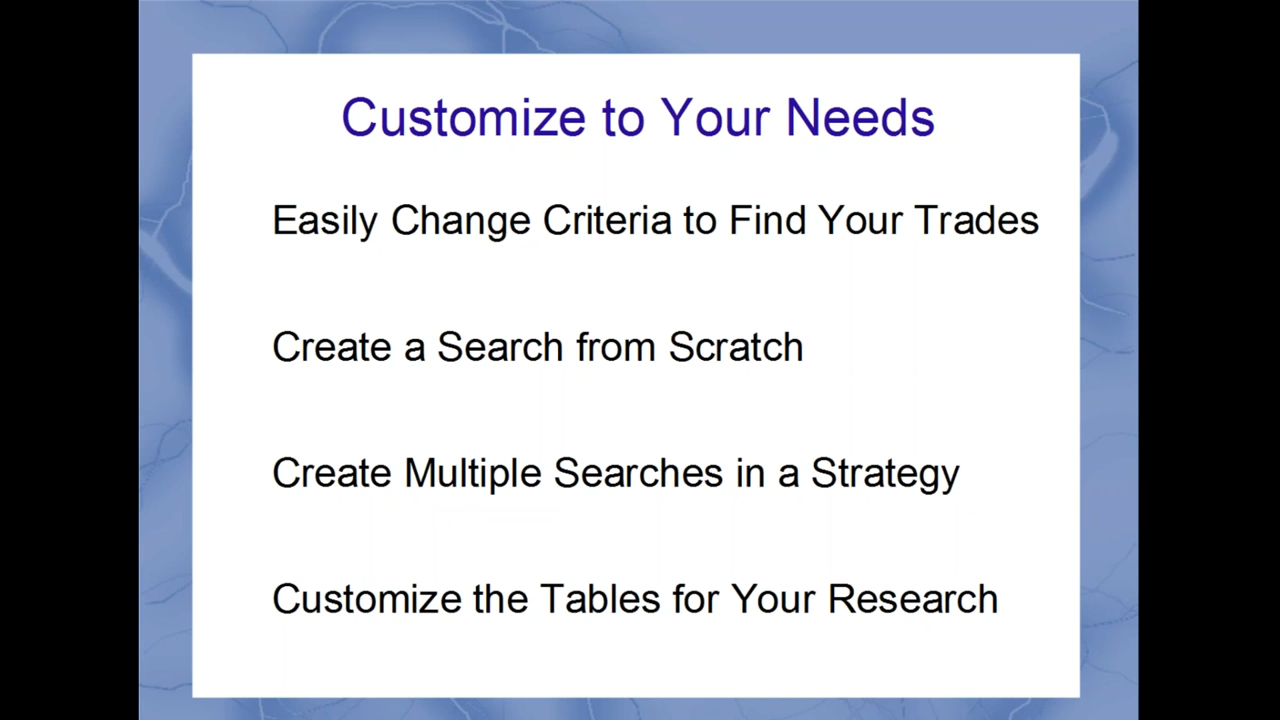 Customize to Your Needs
Easily Change Criteria to Find Your Trades
Create a Search from Scratch
Create Multiple Searches in a Strategy
Customize the Tables for Your Research